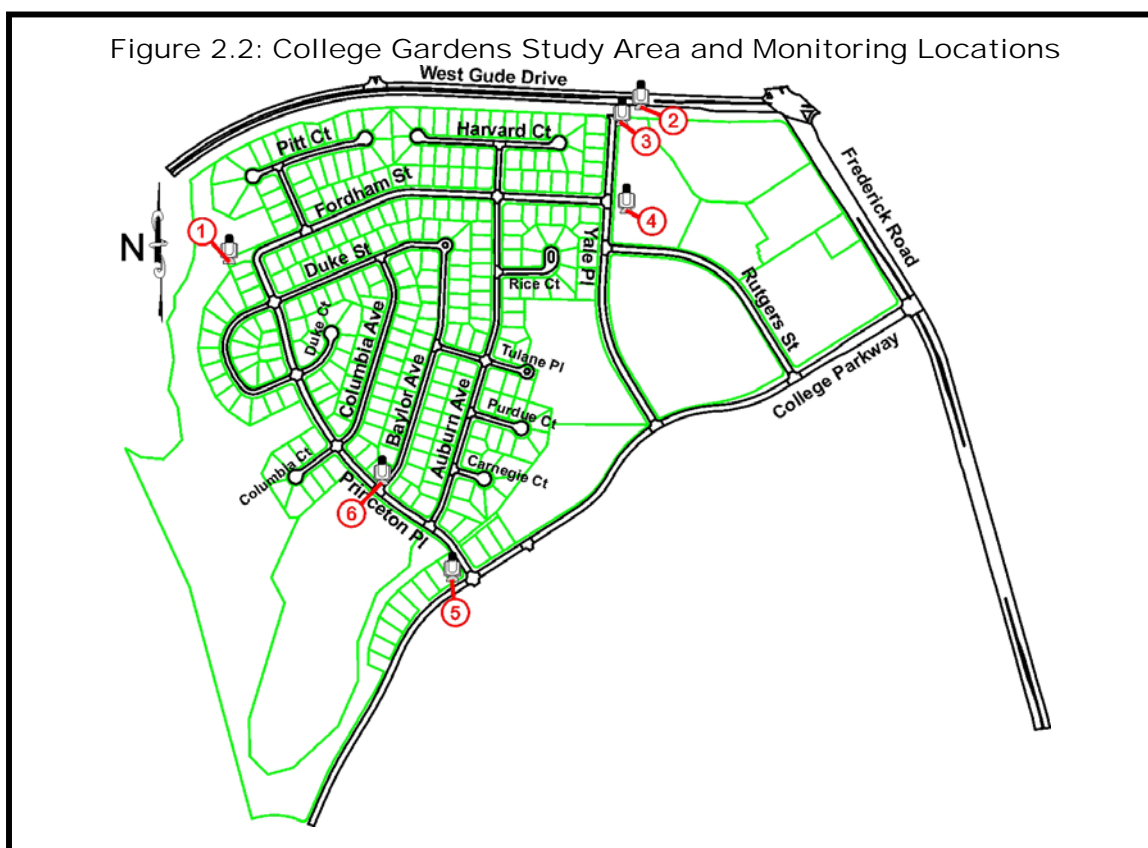 Figure 2.2: College Gardens Study Area and Monitoring Locations
West Gude Drive
2
3
Harvard Ct
Pitt Ct
Frederick Road
Fordham St
4
1
N
Yale Pl
Duke St
Rice Ct
Rutgers St
Duke Ct
Columbia Ave
Tulane Pl
College Parkway
Baylor Ave
Auburn Ave
Purdue Ct
Carnegie Ct
Columbia Ct
Princeton Pl
6
5